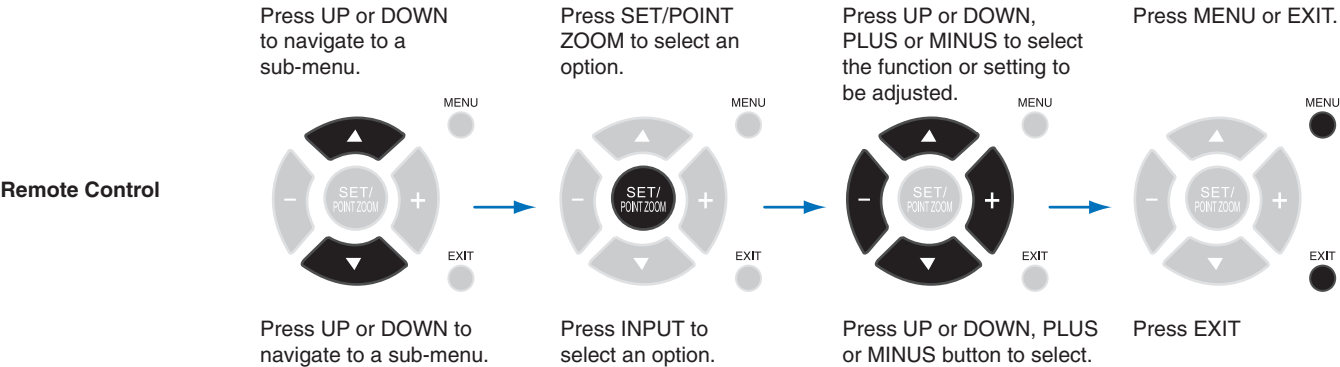 Press UP or DOWN
to navigate to a
sub-menu.
Press SET/POINT
ZOOM to select an
option.
Press UP or DOWN,
PLUS or MINUS to select
the function or setting to
be adjusted.
Press MENU or EXIT.
Remote Control
MENU
-
SET/
POINT ZOOM
+
EXIT
MENU
-
SET/
POINT ZOOM
+
EXIT
MENU
-
SET/
POINT ZOOM
+
EXIT
MENU
-
SET/
POINT ZOOM
+
EXIT
Press UP or DOWN to
navigate to a sub-menu.
Press INPUT to
select an option.
Press UP or DOWN, PLUS
or MINUS button to select.
Press EXIT